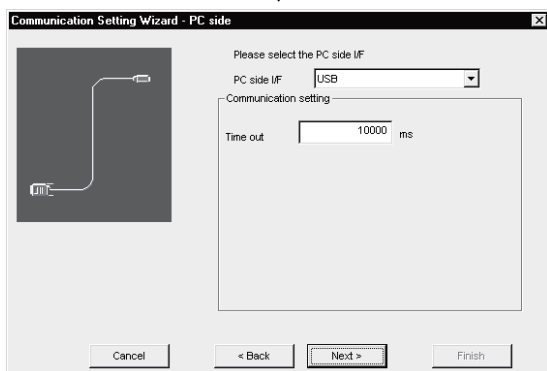 Communication Setting Wizard - PC side
Please select the PC side I/F
PC side I/F USB
Communication setting
Time out 10000 ms
Cancel < Back Next > Finish